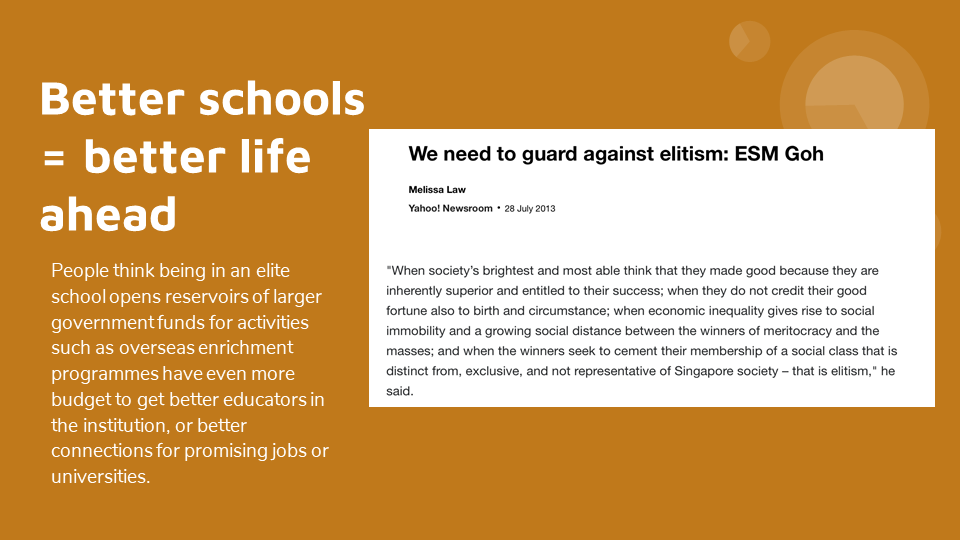 Better schools
= better life
ahead
People think being in an elite
school opens reservoirs of larger
government funds for activities
such as overseas enrichment
programmes have even more
budget to get better educators in
the institution, or better
connections for promising jobs or
universities.
We need to guard against elitism: ESM Goh
Melissa Law
Yahoo! Newsroom • 28 July 2013
"When society's brightest and most able think that they made good because they are
inherently superior and entitled to their success; when they do not credit their good
fortune also to birth and circumstance; when economic inequality gives rise to social
immobility and a growing social distance between the winners of meritocracy and the
masses; and when the winners seek to cement their membership of a social class that is
distinct from, exclusive, and not representative of Singapore society – that is elitism," he
said.